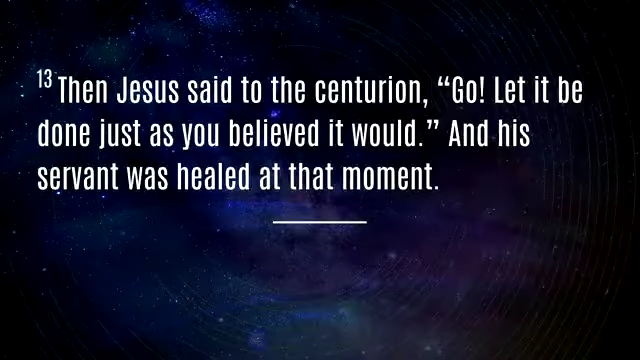 13 Then Jesus said to the centurion, “Go! Let it be
done just as you believed it would.” And his
servant was healed at that moment.